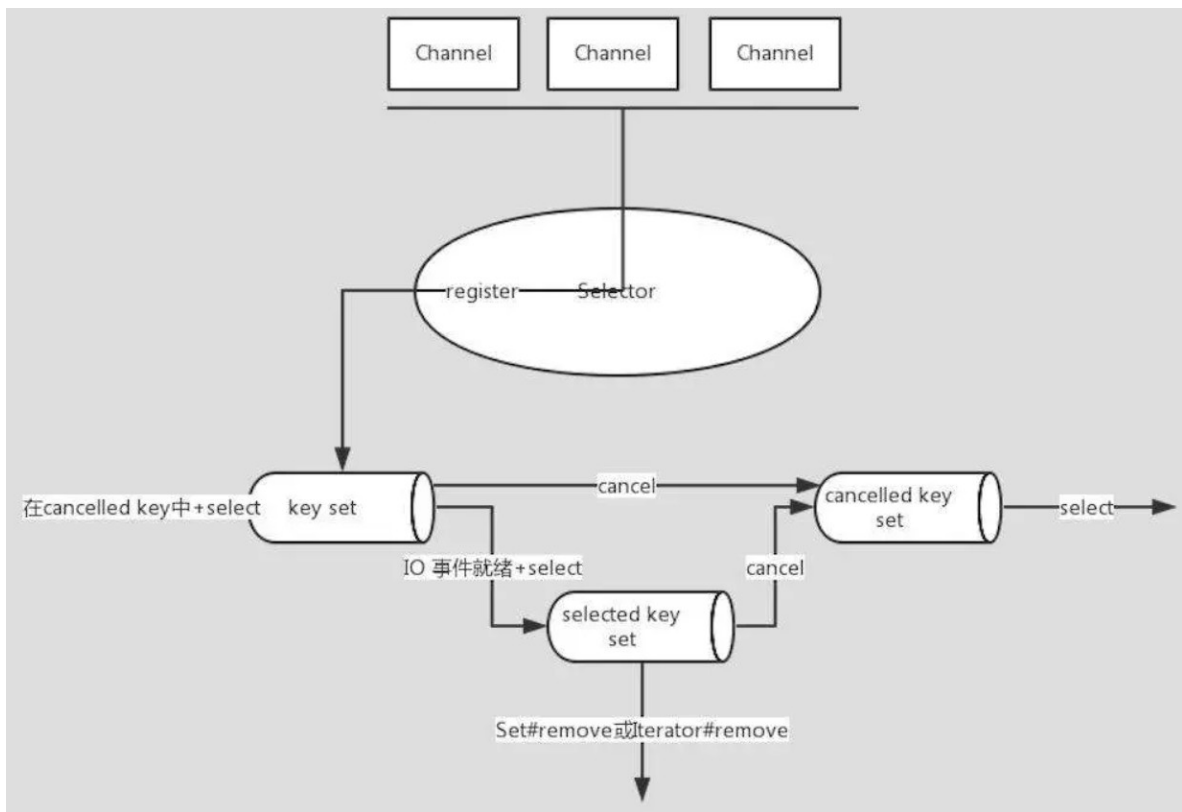 Channel
Channel
Channel
register
Selector
cancel
在cancelled key中+select
key set
cancelled key
set
select
IO 事件就绪+select
cancel
selected key
set
Set#remove或Iterator#remove